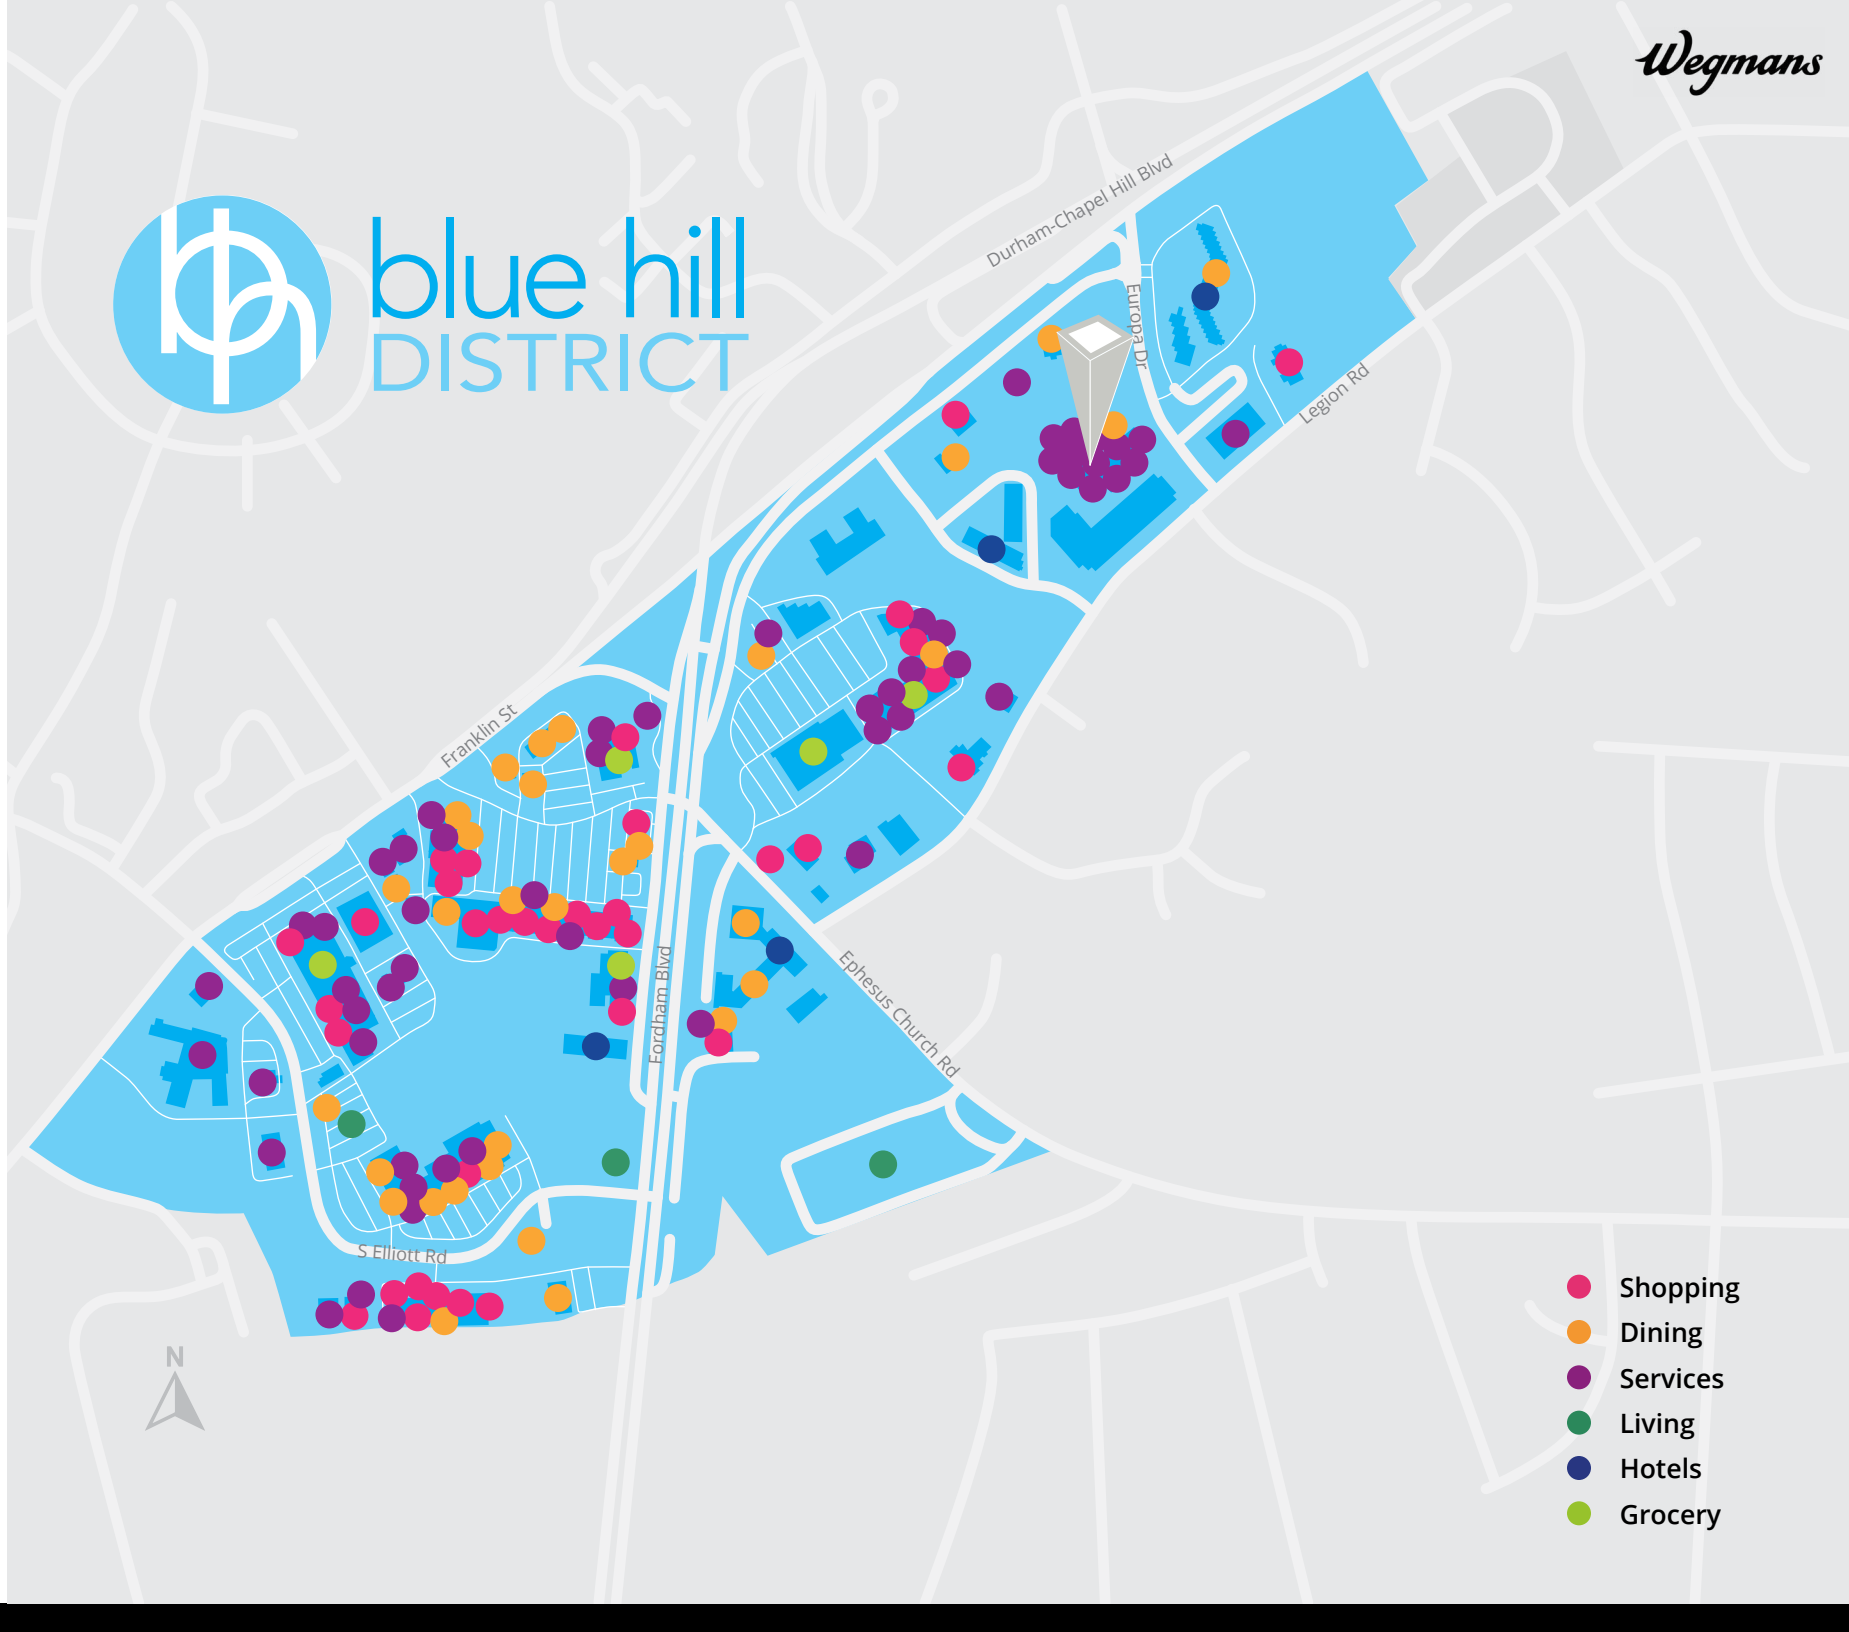 Wegmans
Durham-Chapel Hill Blvd
bh
blue hill
DISTRICT
Europa Dr
Legion Rd
Franklin St
Fordham Blvd
Ephesus Church Rd
S Elliott Rd
N
Shopping
Dining
Services
Living
Hotels
Grocery